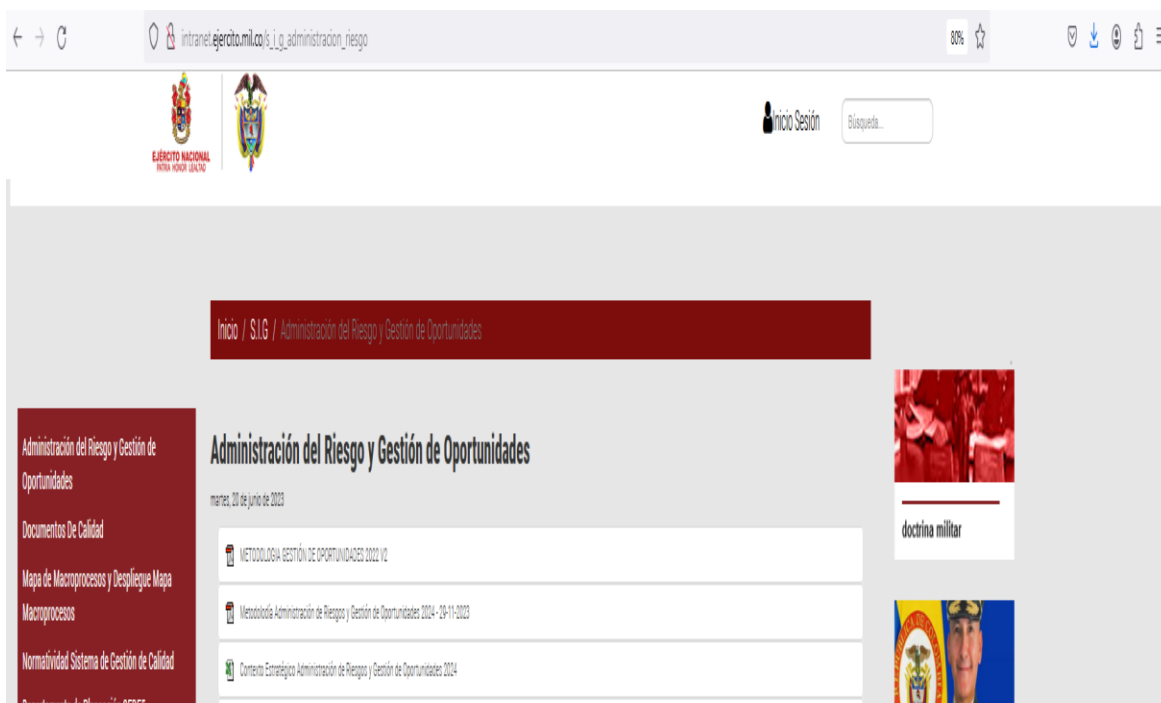 intranet.ejercito.mil.co/s_i_g_administracion_riesgo
80%
EJÉRCITO NACIONAL
PATRIA HONOR LEALTAD
Inicio Sesión
Búsqueda...
Inicio / S.I.G / Administración del Riesgo y Gestión de Oportunidades
Administración del Riesgo y Gestión de
Oportunidades
Documentos De Calidad
Mapa de Macroprocesos y Despliegue Mapa
Macroprocesos
Normatividad Sistema de Gestión de Calidad
Administración del Riesgo y Gestión de Oportunidades
martes, 20 de junio de 2023
METODOLOGIA GESTIÓN DE OPORTUNIDADES 2022 V2
Metodología Administración de Riesgos y Gestión de Oportunidades 2024 - 29-11-2023
Contexto Estratégico Administración de Riesgos y Gestión de Oportunidades 2024
doctrina militar